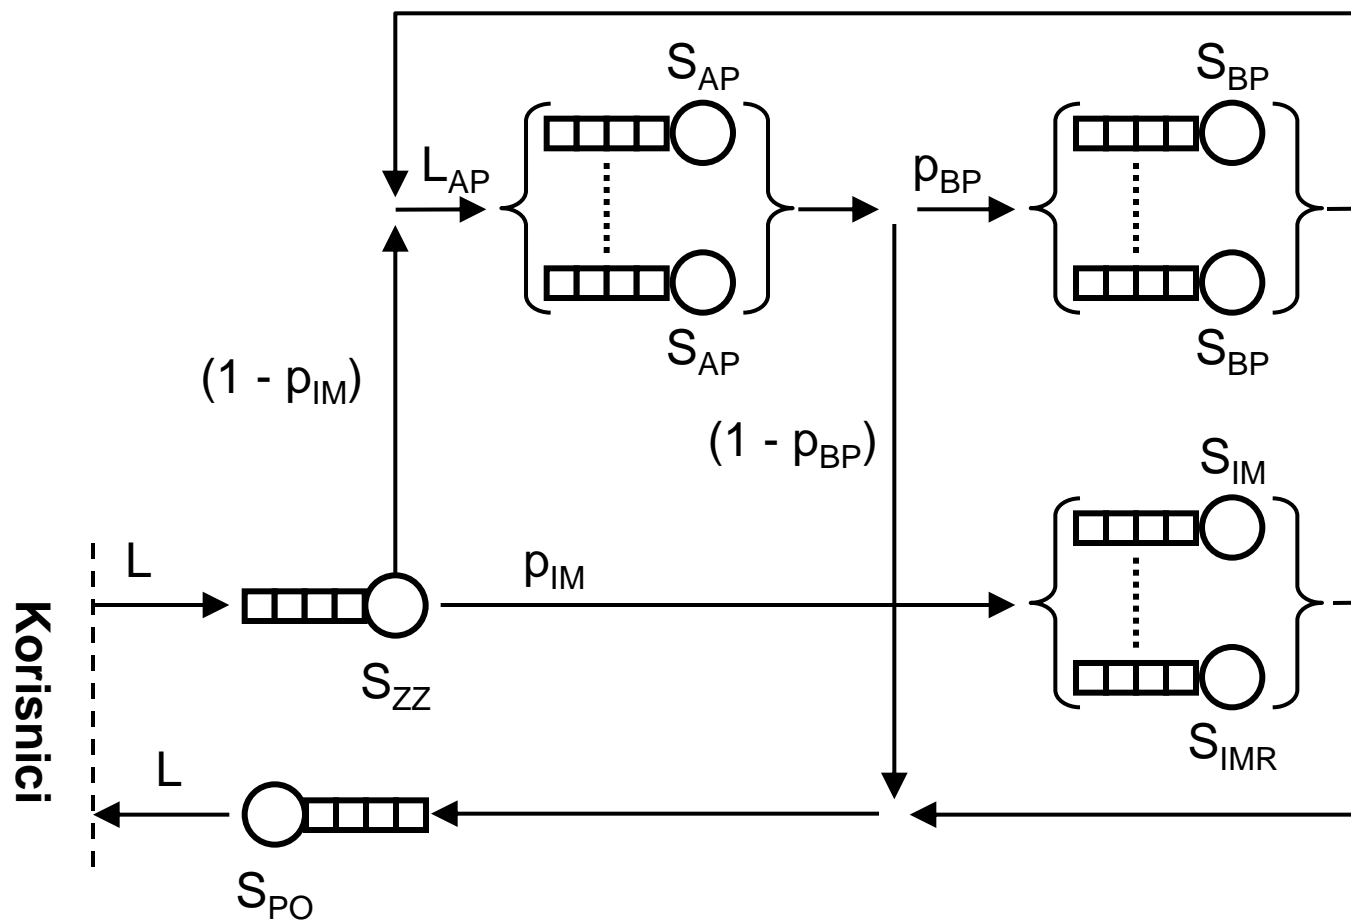 S_AP
S_BP
L_AP
p_BP
S_AP
S_BP
(1 - p_IM)
(1 - p_BP)
S_IM
L
p_IM
Korisnici
S_ZZ
S_IMR
L
S_PO